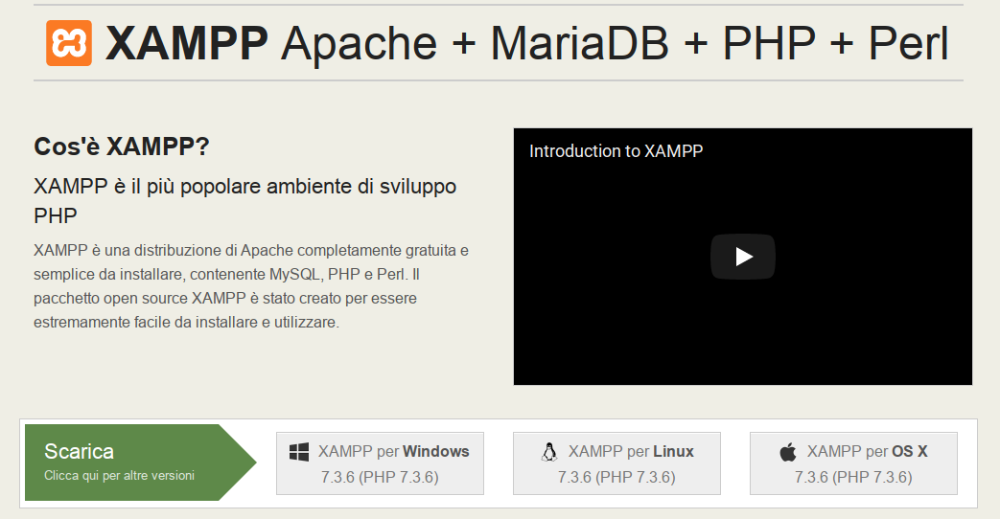 XAMPP Apache + MariaDB + PHP + Perl
Cos'è XAMPP?
XAMPP è il più popolare ambiente di sviluppo
PHP
XAMPP è una distribuzione di Apache completamente gratuita e
semplice da installare, contenente MySQL, PHP e Perl. Il
pacchetto open source XAMPP è stato creato per essere
estremamente facile da installare e utilizzare.
Introduction to XAMPP
Scarica
Clicca qui per altre versioni
XAMPP per Windows
7.3.6 (PHP 7.3.6)
XAMPP per Linux
7.3.6 (PHP 7.3.6)
XAMPP per OS X
7.3.6 (PHP 7.3.6)